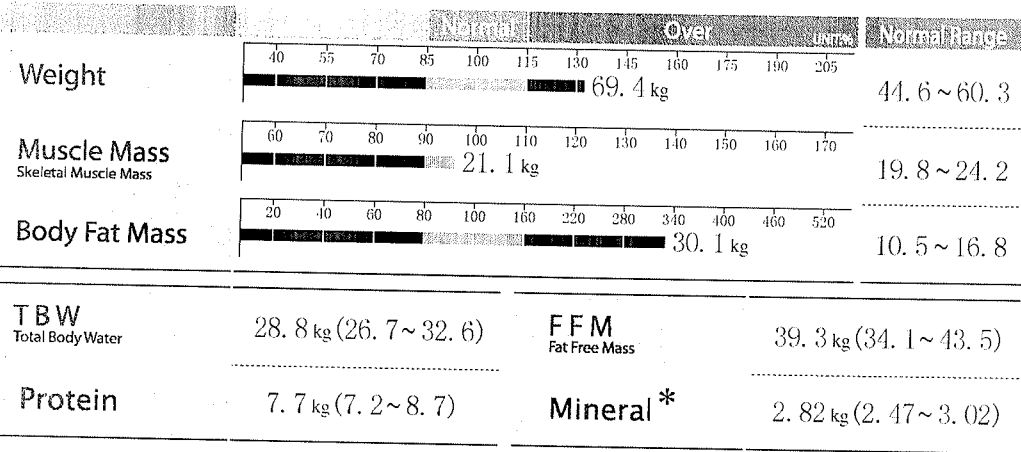 Normal Over UNIT:% Normal Range
40 55 70 85 100 115 130 145 160 175 190 205
Weight 69.4 kg 44.6~60.3
60 70 80 90 100 110 120 130 140 150 160 170
Muscle Mass 21.1 kg 19.8~24.2
Skeletal Muscle Mass
20 40 60 80 100 160 220 280 340 400 460 520
Body Fat Mass 30.1 kg 10.5~16.8
TBW 28.8 kg (26.7~32.6) FFM 39.3 kg (34.1~43.5)
Total Body Water Fat Free Mass
Protein 7.7 kg (7.2~8.7) Mineral* 2.82 kg (2.47~3.02)